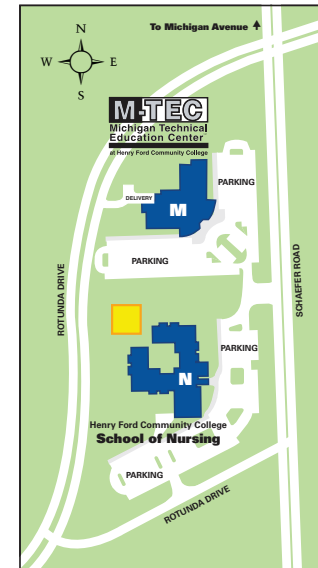 To Michigan Avenue
N
W
E
S
M-TEC
Michigan Technical
Education Center
at Henry Ford Community College
PARKING
DELIVERY
M
PARKING
ROTUNDA DRIVE
SCHAEFER ROAD
PARKING
N
Henry Ford Community College
School of Nursing
PARKING
ROTUNDA DRIVE